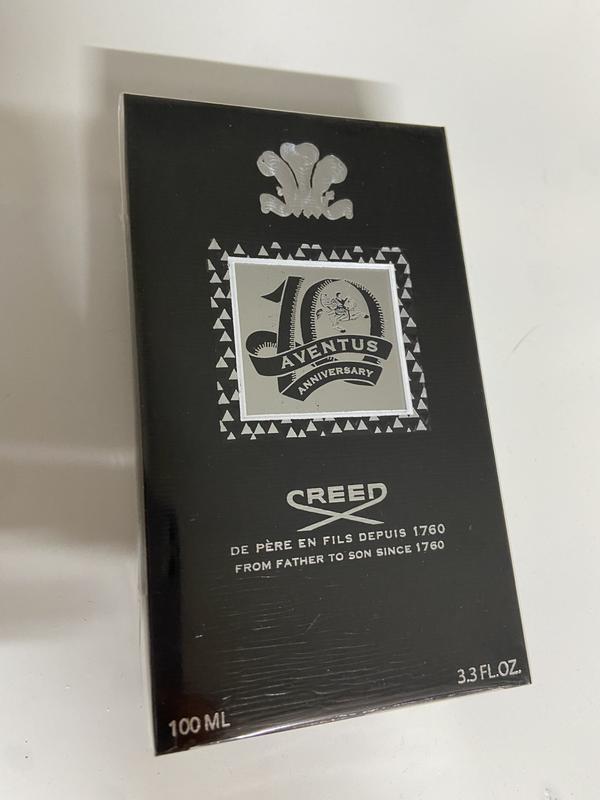 10
AVENTUS
ANNIVERSARY
CREED
DE PÈRE EN FILS DEPUIS 1760
FROM FATHER TO SON SINCE 1760
100 ML
3.3 FL.OZ.